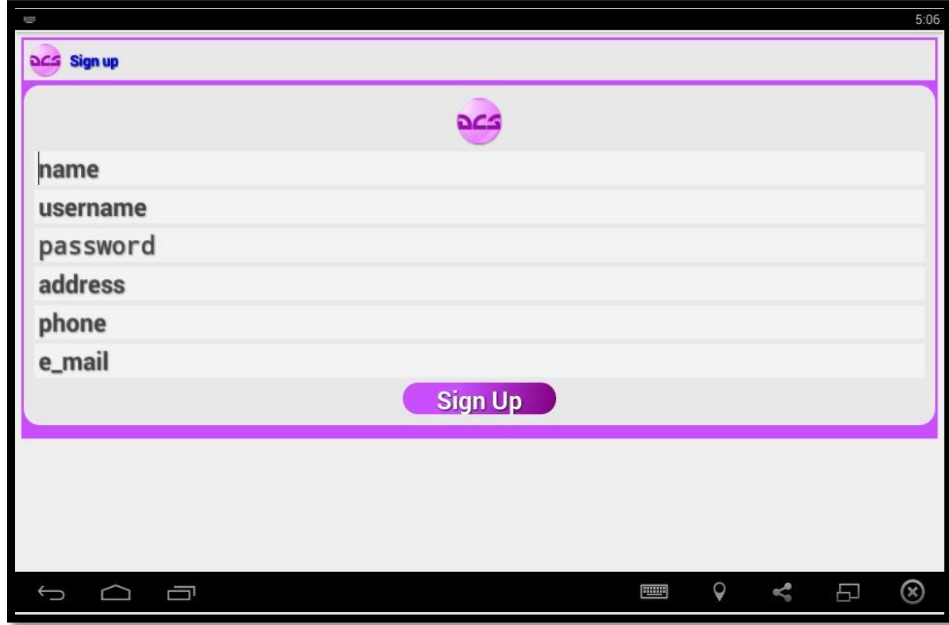 5:06
DCS Sign up
DCS
name
username
password
address
phone
e_mail
Sign Up